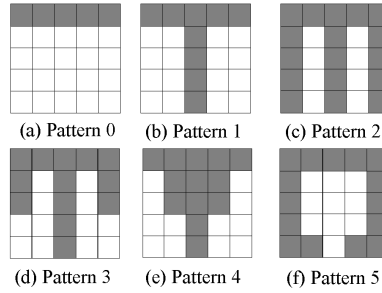 (a) Pattern 0
(b) Pattern 1
(c) Pattern 2
(d) Pattern 3
(e) Pattern 4
(f) Pattern 5